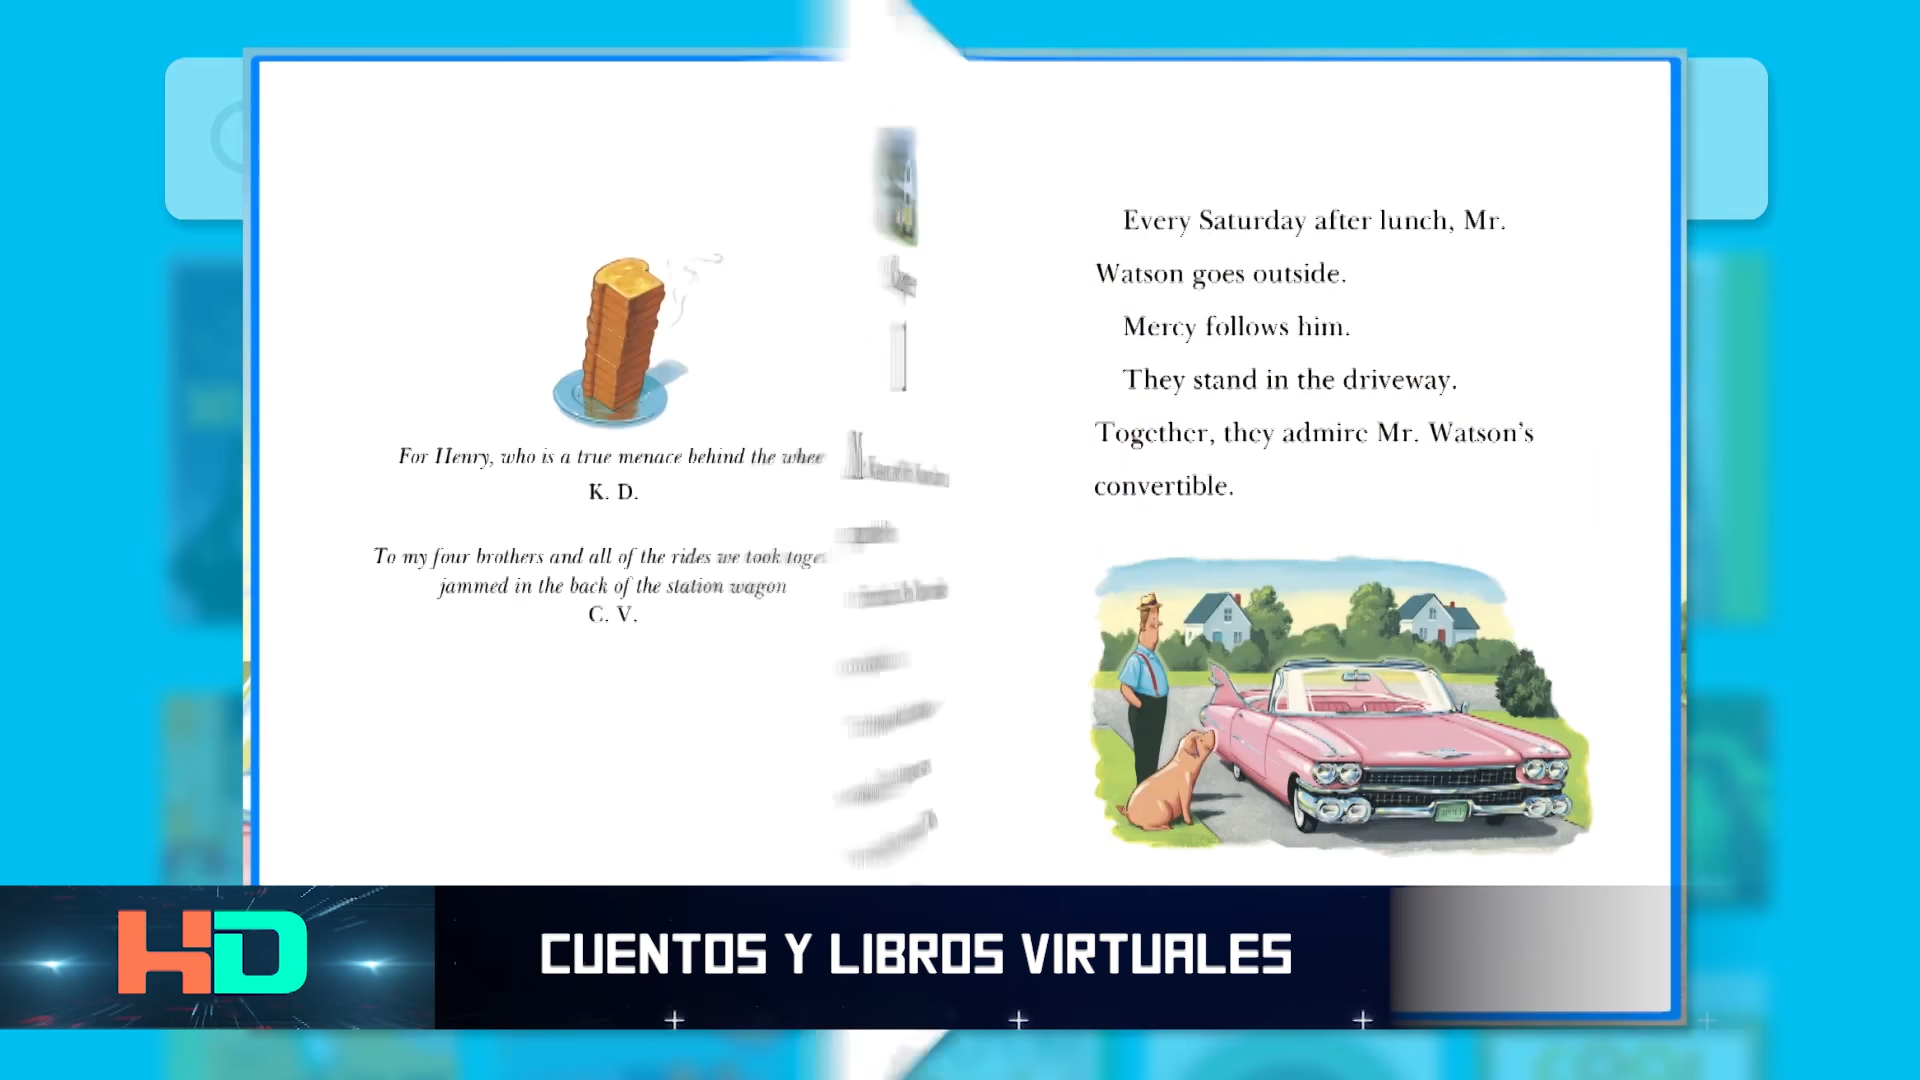 For Henry, who is a true menace behind the whee
K. D.
To my four brothers and all of the rides we took toge
jammed in the back of the station wagon
C. V.
Every Saturday after lunch, Mr.
Watson goes outside.
Mercy follows him.
They stand in the driveway.
Together, they admire Mr. Watson's
convertible.
HD
CUENTOS Y LIBROS VIRTUALES